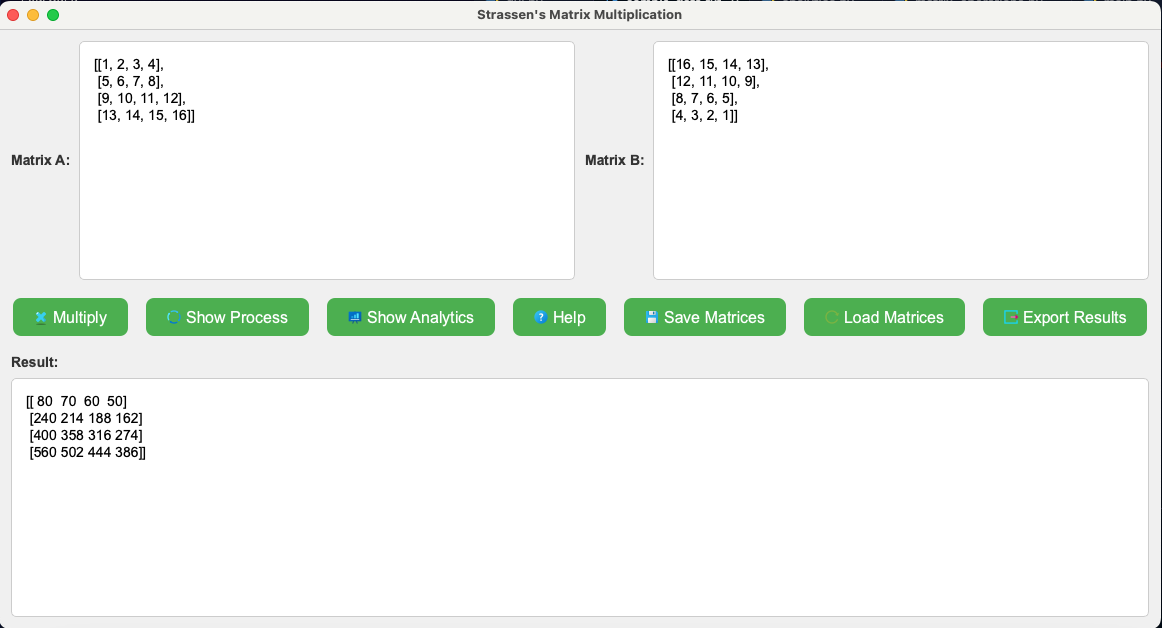 Strassen's Matrix Multiplication
Matrix A:
[[1, 2, 3, 4],
[5, 6, 7, 8],
[9, 10, 11, 12],
[13, 14, 15, 16]]
Matrix B:
[[16, 15, 14, 13],
[12, 11, 10, 9],
[8, 7, 6, 5],
[4, 3, 2, 1]]
Multiply
Show Process
Show Analytics
Help
Save Matrices
Load Matrices
Export Results
Result:
[[ 80  70  60  50]
[240 214 188 162]
[400 358 316 274]
[560 502 444 386]]